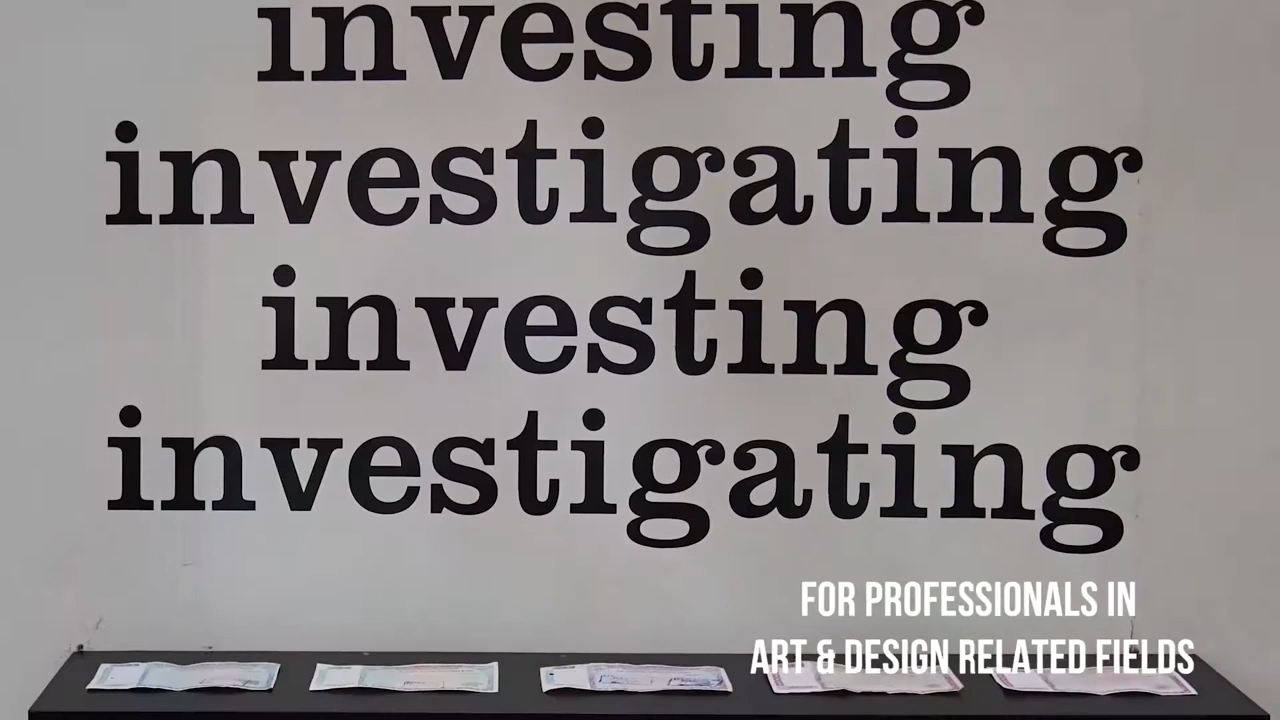 investing
investigating
investing
investigating
FOR PROFESSIONALS IN
ART & DESIGN RELATED FIELDS